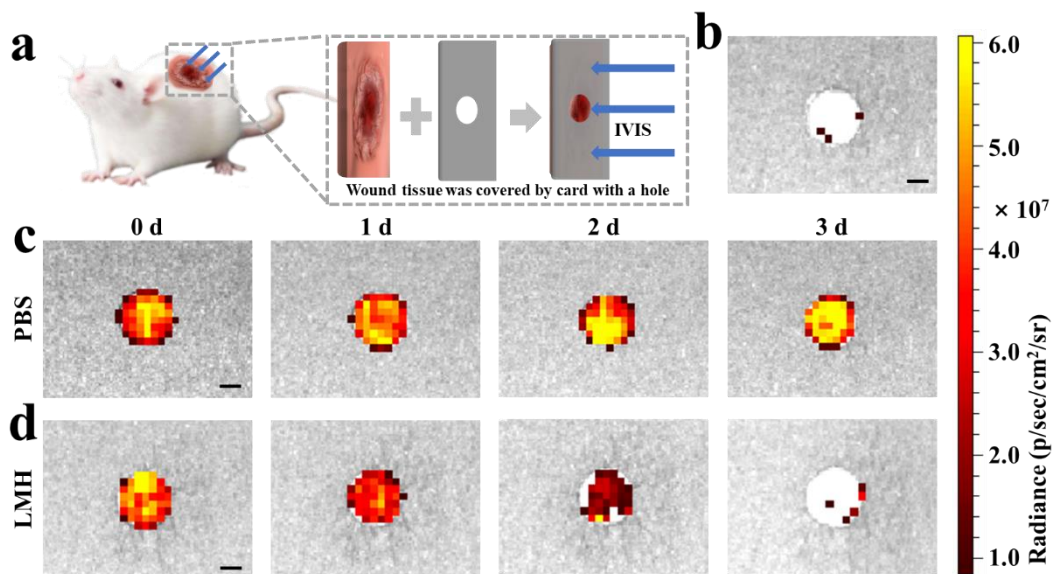 a
IVIS
Wound tissue was covered by card with a hole
b
c
0 d
1 d
2 d
3 d
PBS
d
LMH
6.0
5.0
× 10⁷
4.0
3.0
2.0
1.0
Radiance (p/sec/cm²/sr)